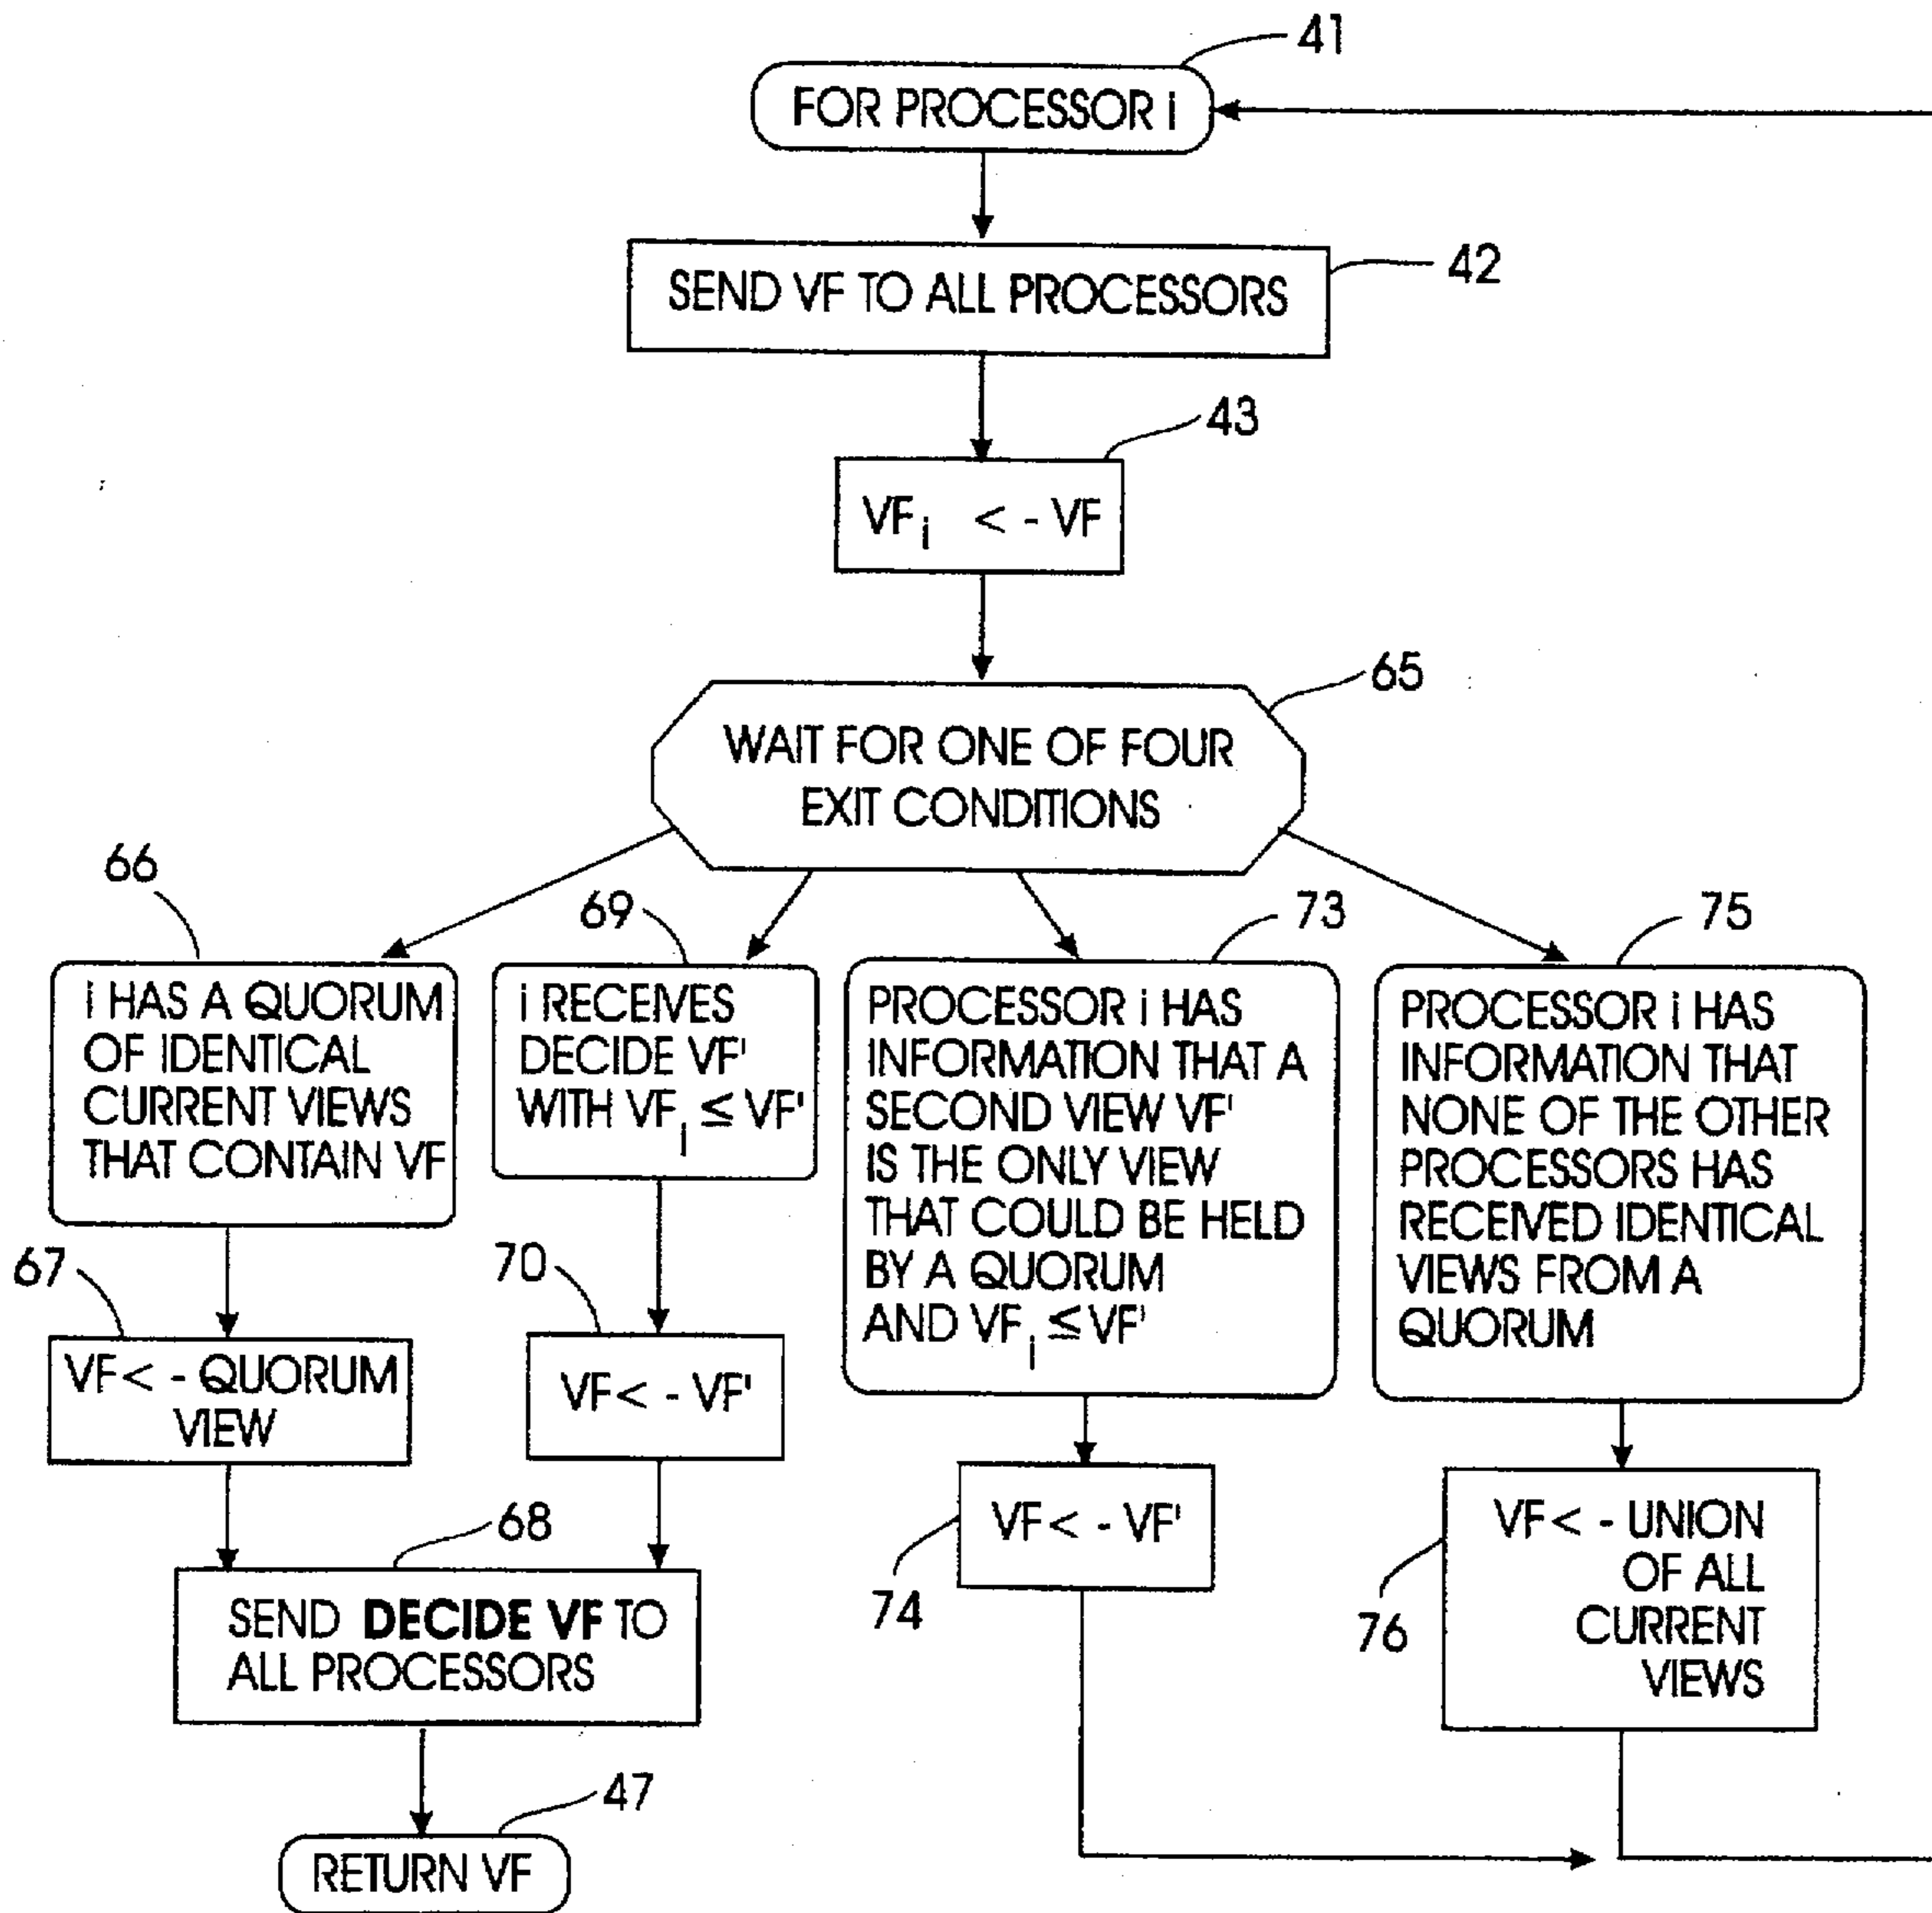 41
FOR PROCESSOR i
42
SEND VF TO ALL PROCESSORS
43
VF i < - VF
65
WAIT FOR ONE OF FOUR
EXIT CONDITIONS
66
i HAS A QUORUM
OF IDENTICAL
CURRENT VIEWS
THAT CONTAIN VF
69
i RECEIVES
DECIDE VF'
WITH VF i ≤ VF'
73
PROCESSOR i HAS
INFORMATION THAT A
SECOND VIEW VF'
IS THE ONLY VIEW
THAT COULD BE HELD
BY A QUORUM
AND VF i ≤ VF'
75
PROCESSOR i HAS
INFORMATION THAT
NONE OF THE OTHER
PROCESSORS HAS
RECEIVED IDENTICAL
VIEWS FROM A
QUORUM
67
VF < - QUORUM
VIEW
70
VF < - VF'
74
VF < - VF'
76
VF < - UNION
OF ALL
CURRENT
VIEWS
68
SEND DECIDE VF TO
ALL PROCESSORS
47
RETURN VF